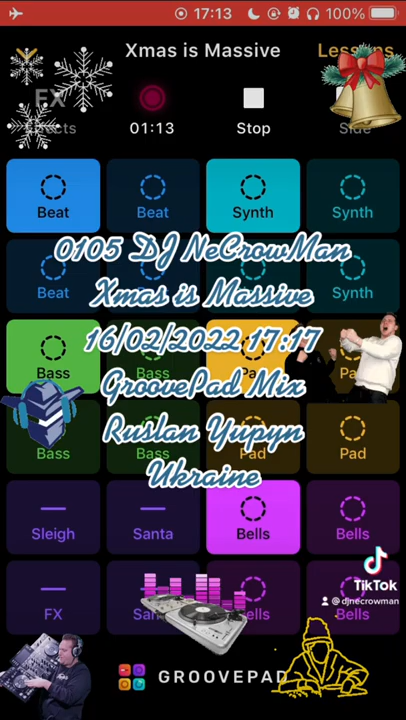 17:13
100%
Xmas is Massive
Lessons
FX
Effects
01:13
Stop
Side
Beat
Beat
Synth
Synth
Beat
Synth
0105 DJ NeCrowMan
Xmas is Massive
16/02/2022 17:17
GroovePad Mix
Ruslan Yupyn
Ukraine
Bass
Bass
Bass
Pad
Pad
Sleigh
Santa
Bells
Bells
FX
TikTok
@djnecrowman
GROOVEPAD